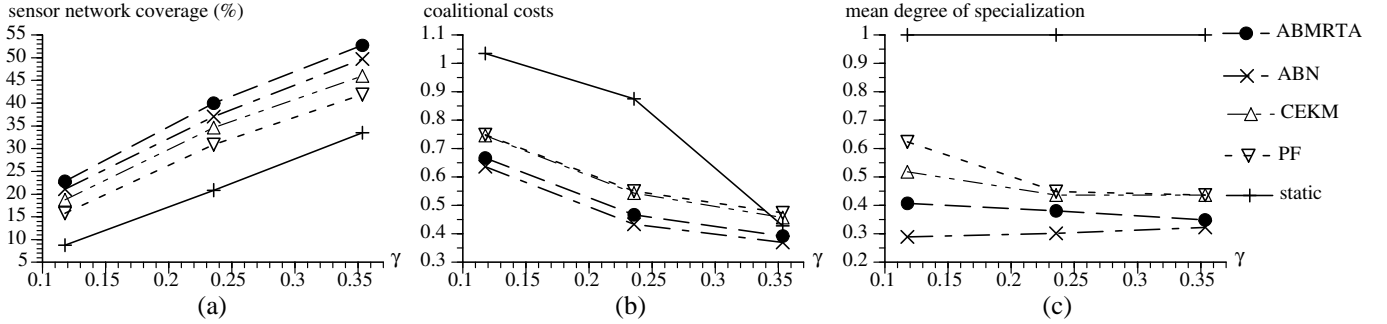 sensor network coverage (%)
55
50
45
40
35
30
25
20
15
10
5
0.1 0.15 0.2 0.25 0.3 0.35
γ
(a)
coalitional costs
1.1
1
0.9
0.8
0.7
0.6
0.5
0.4
0.3
0.1 0.15 0.2 0.25 0.3 0.35
γ
(b)
mean degree of specialization
1
0.9
0.8
0.7
0.6
0.5
0.4
0.3
0.2
0.1 0.15 0.2 0.25 0.3 0.35
γ
(c)
ABMRTA
ABN
CEKM
PF
static